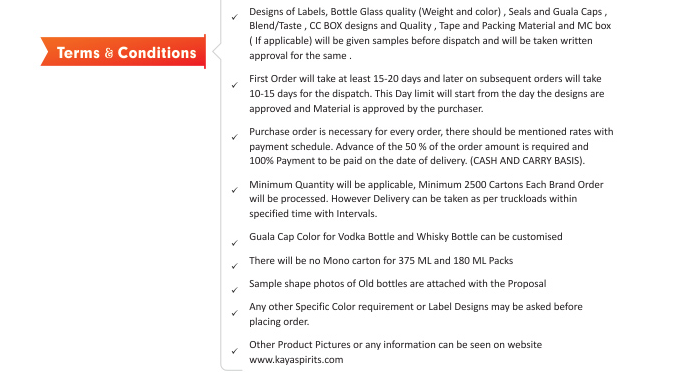 Terms & Conditions
Designs of Labels, Bottle Glass quality (Weight and color) , Seals and Guala Caps ,
Blend/Taste , CC BOX designs and Quality , Tape and Packing Material and MC box
( If applicable) will be given samples before dispatch and will be taken written
approval for the same .
First Order will take at least 15-20 days and later on subsequent orders will take
10-15 days for the dispatch. This Day limit will start from the day the designs are
approved and Material is approved by the purchaser.
Purchase order is necessary for every order, there should be mentioned rates with
payment schedule. Advance of the 50 % of the order amount is required and
100% Payment to be paid on the date of delivery. (CASH AND CARRY BASIS).
Minimum Quantity will be applicable, Minimum 2500 Cartons Each Brand Order
will be processed. However Delivery can be taken as per truckloads within
specified time with Intervals.
Guala Cap Color for Vodka Bottle and Whisky Bottle can be customised
There will be no Mono carton for 375 ML and 180 ML Packs
Sample shape photos of Old bottles are attached with the Proposal
Any other Specific Color requirement or Label Designs may be asked before
placing order.
Other Product Pictures or any information can be seen on website
www.kayaspirits.com